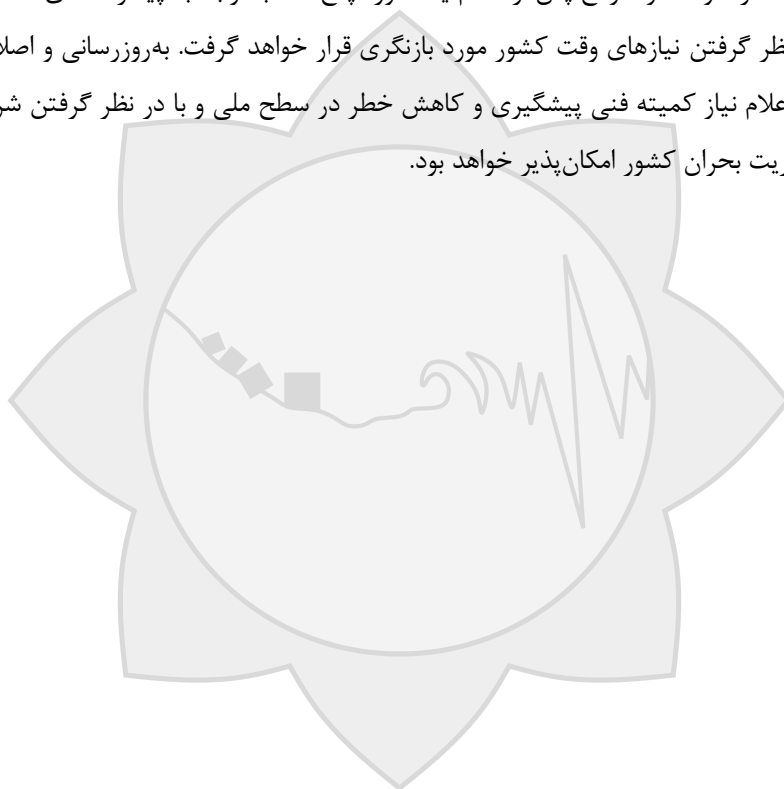 ظر گرفتن نیازهای وقت کشور مورد بازنگری قرار خواهد گرفت. به‌روزرسانی و اصلا
علام نیاز کمیته فنی پیشگیری و کاهش خطر در سطح ملی و با در نظر گرفتن شر
ریت بحران کشور امکان‌پذیر خواهد بود.